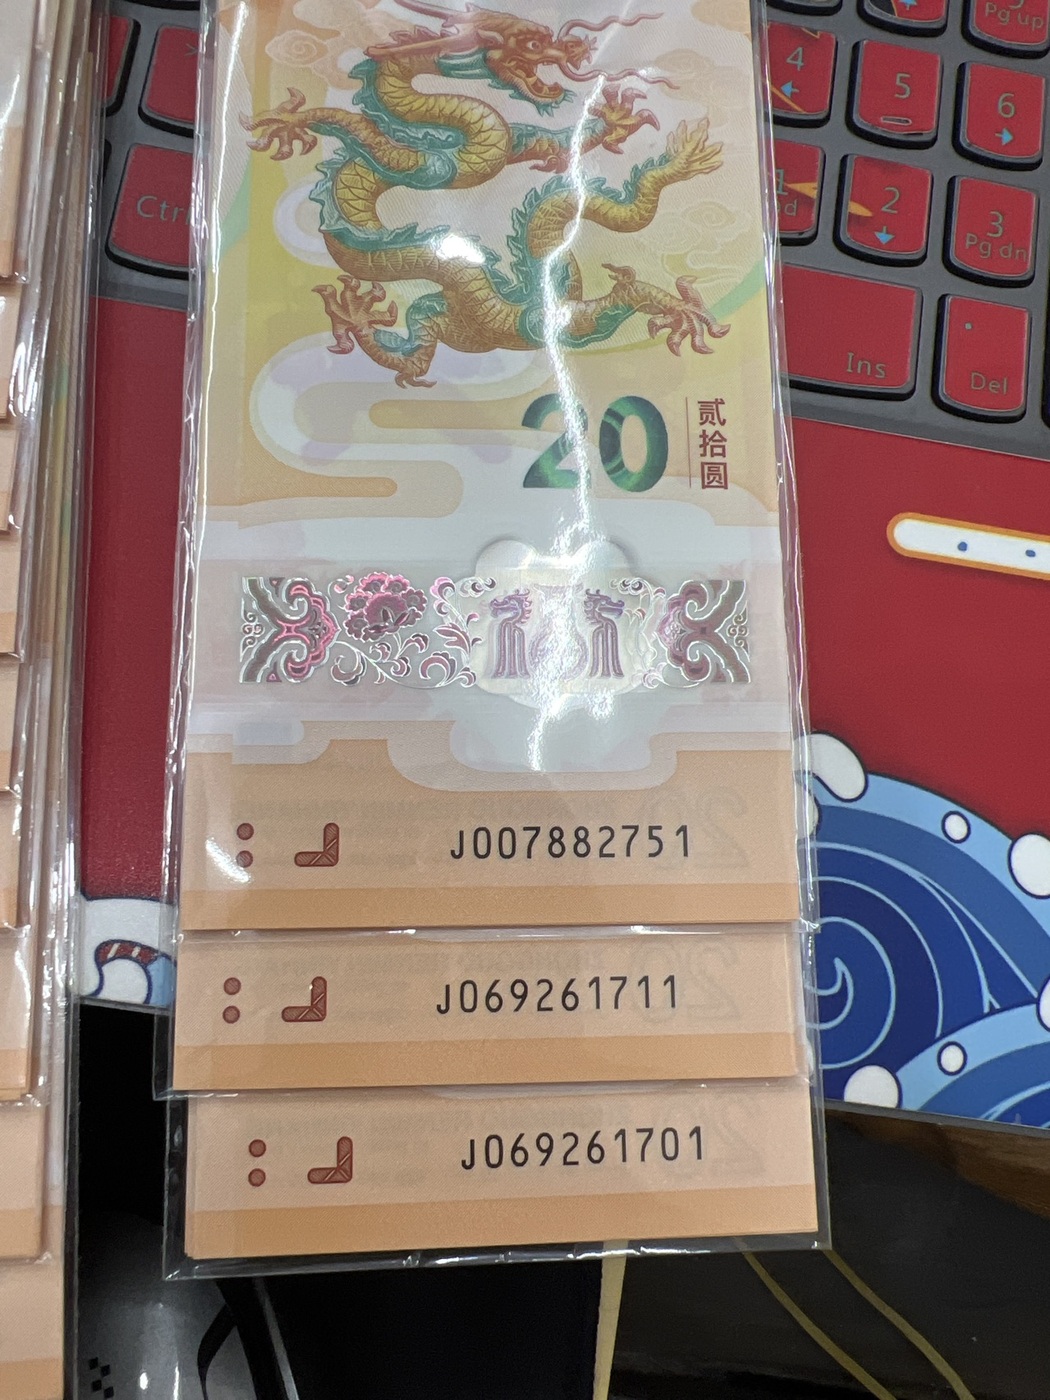 4
5
6
Pg up
Ctrl
1
2
3
Pg dn
Ins
Del
20
贰拾圆
J007882751
J069261711
J069261701